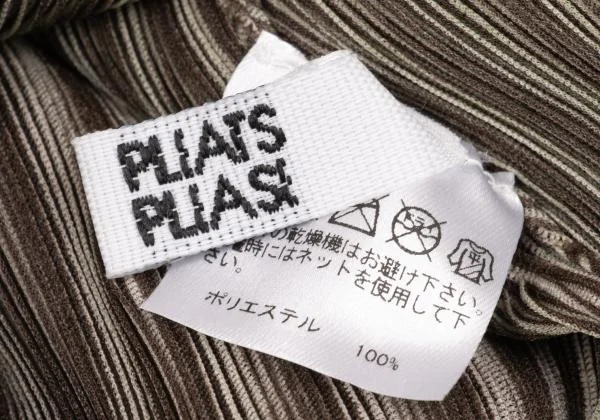 PLEATS
PLEASE
の乾燥機はお避け下さい。
時にはネットを使用して下
さい。
ポリエステル 100%